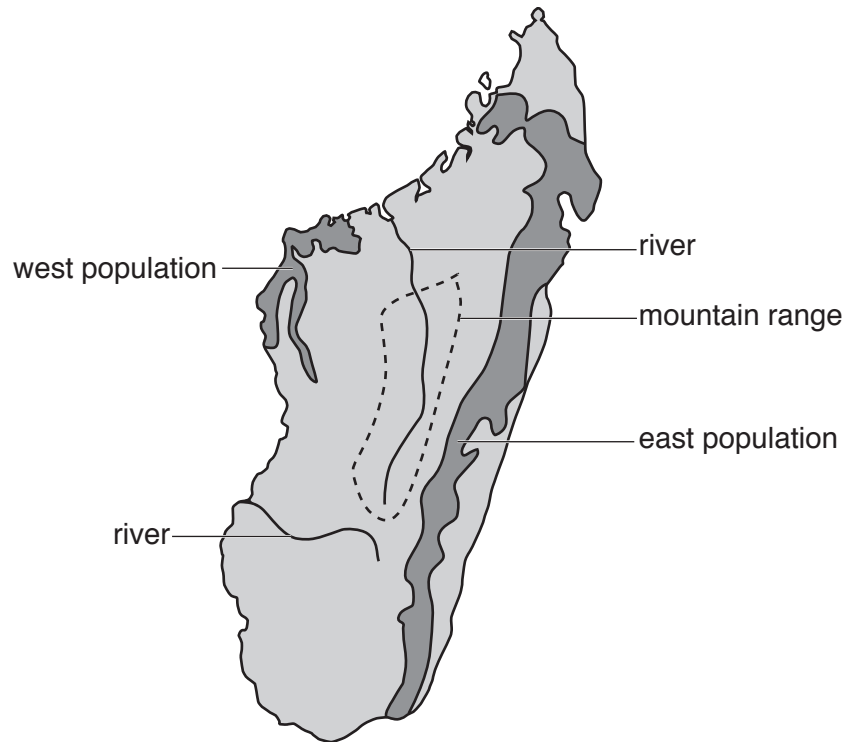 river
west population
mountain range
east population
river